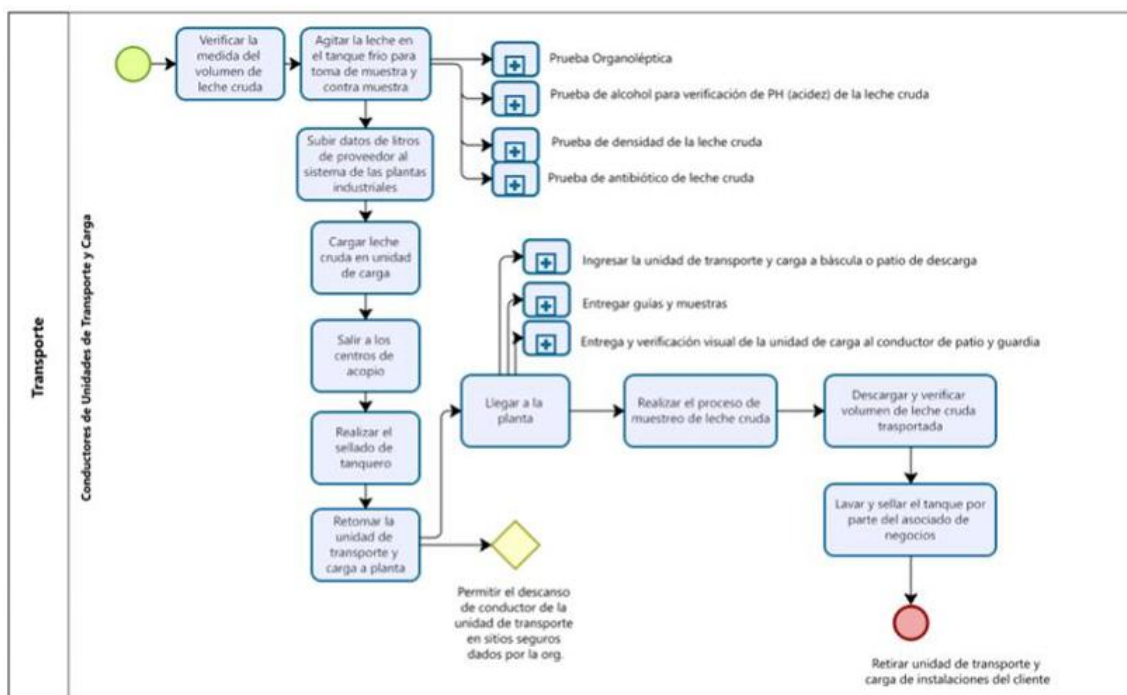 Transporte
Conductores de Unidades de Transporte y Carga
Verificar la
medida del
volumen de
leche cruda
Agitar la leche en
el tanque frio para
toma de muestra y
contra muestra
Prueba Organoléptica
Prueba de alcohol para verificación de PH (acidez) de la leche cruda
Prueba de densidad de la leche cruda
Prueba de antibiótico de leche cruda
Subir datos de litros
de proveedor al
sistema de las plantas
industriales
Cargar leche
cruda en unidad
de carga
Salir a los
centros de
acopio
Realizar el
sellado de
tanquero
Retomar la
unidad de
transporte y
carga a planta
Permitir el descanso
de conductor de la
unidad de transporte
en sitios seguros
dados por la org.
Ingresar la unidad de transporte y carga a báscula o patio de descarga
Entregar guías y muestras
Entrega y verificación visual de la unidad de carga al conductor de patio y guardia
Llegar a la
planta
Realizar el proceso de
muestreo de leche cruda
Descargar y verificar
volumen de leche cruda
trasportada
Lavar y sellar el tanque por
parte del asociado de
negocios
Retirar unidad de transporte y
carga de instalaciones del cliente